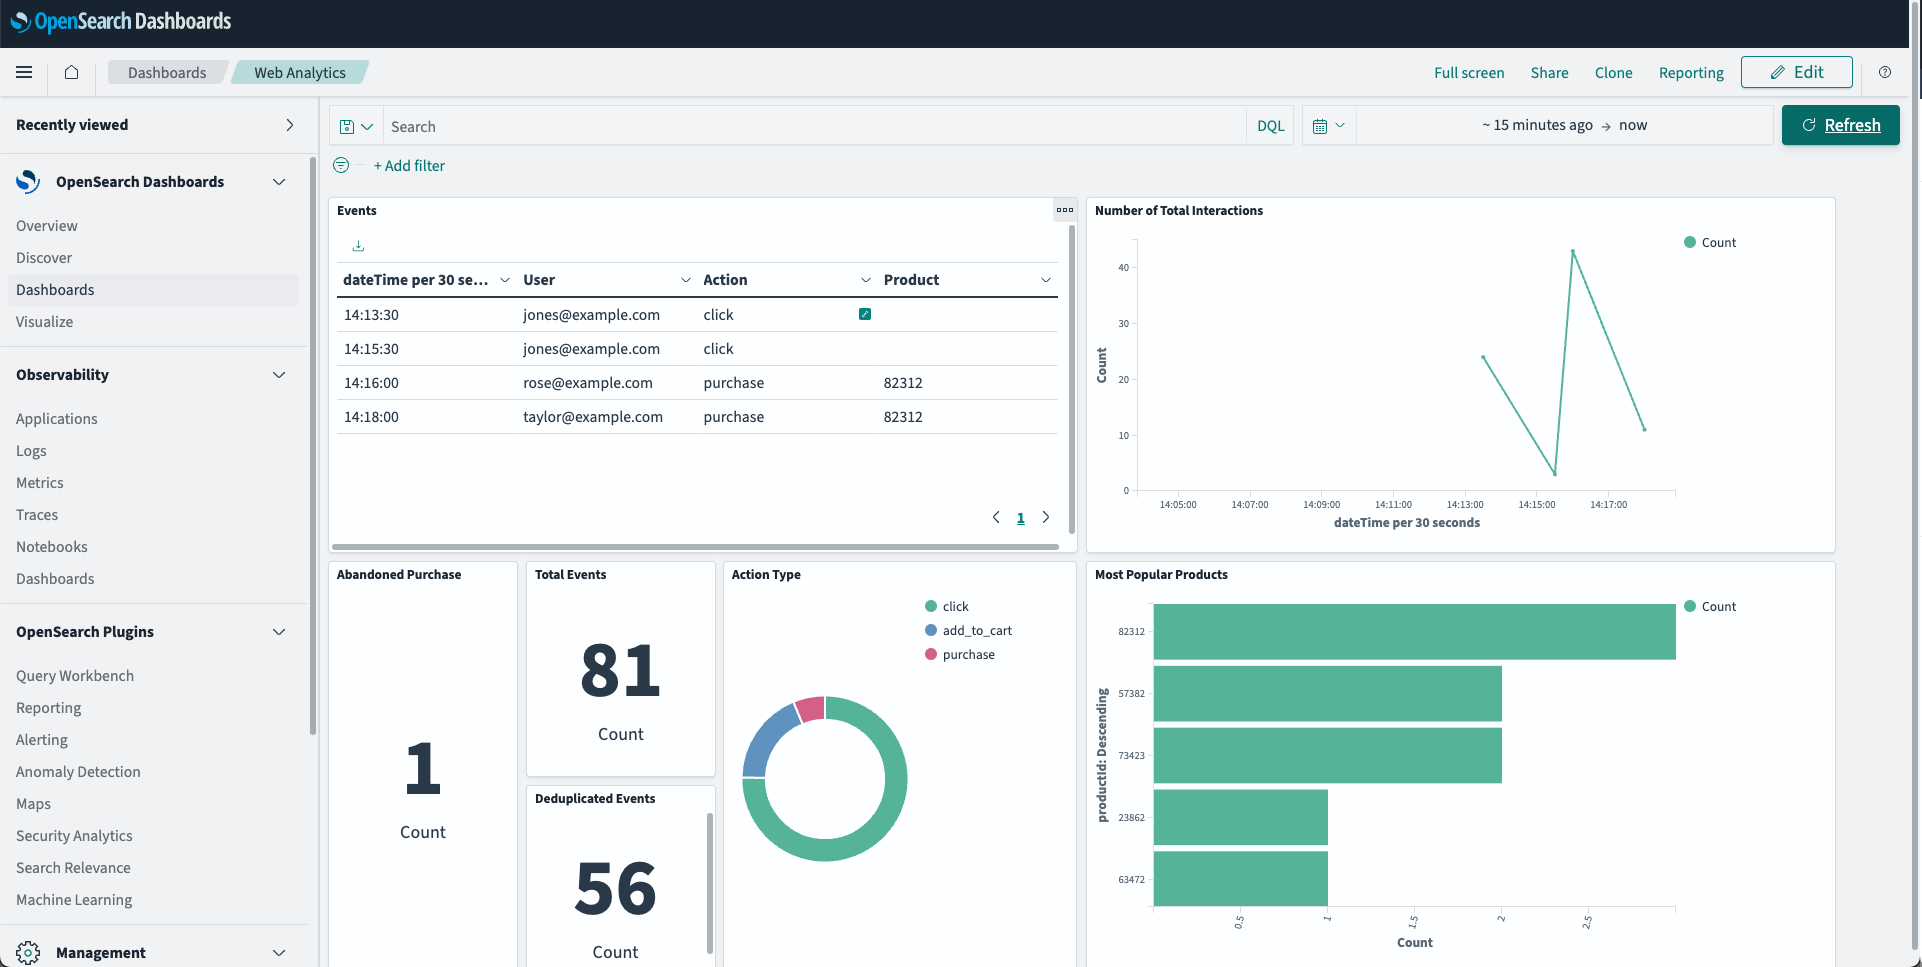 OpenSearch Dashboards
Dashboards
Web Analytics
Full screen
Share
Clone
Reporting
Edit
Recently viewed
OpenSearch Dashboards
Overview
Discover
Dashboards
Visualize
Observability
Applications
Logs
Metrics
Traces
Notebooks
Dashboards
OpenSearch Plugins
Query Workbench
Reporting
Alerting
Anomaly Detection
Maps
Security Analytics
Search Relevance
Machine Learning
Management
Search
DQL
~ 15 minutes ago → now
Refresh
+ Add filter
Events
dateTime per 30 se... User Action Product
14:13:30 jones@example.com click
14:15:30 jones@example.com click
14:16:00 rose@example.com purchase 82312
14:18:00 taylor@example.com purchase 82312
1
Number of Total Interactions
Count
40
30
20
10
0
Count
14:05:00 14:07:00 14:09:00 14:11:00 14:13:00 14:15:00 14:17:00
dateTime per 30 seconds
Abandoned Purchase
1
Count
Total Events
81
Count
Deduplicated Events
56
Count
Action Type
click
add_to_cart
purchase
Most Popular Products
Count
82312
57382
73423
23862
63472
productId: Descending
0.5 1 1.5 2 2.5
Count